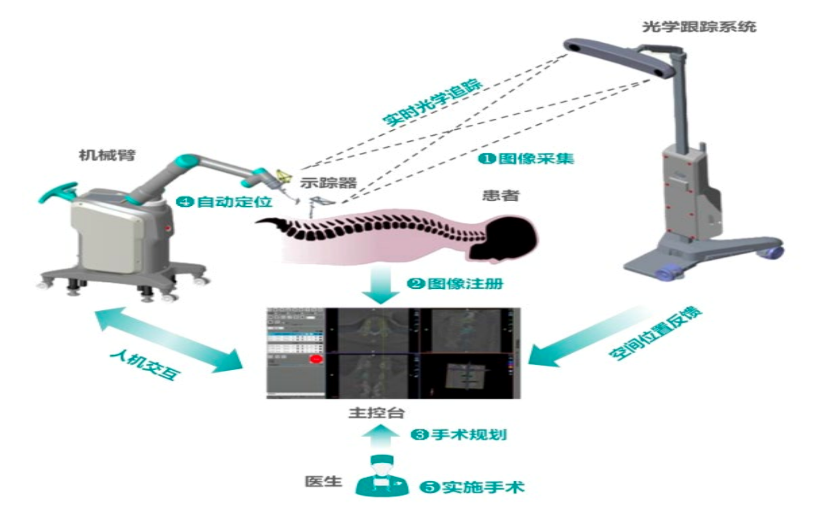 光学跟踪系统
实时光学追踪
机械臂
❶图像采集
示踪器
患者
❹自动定位
❷图像注册
人机交互
空间位置反馈
主控台
❸手术规划
医生
❺实施手术